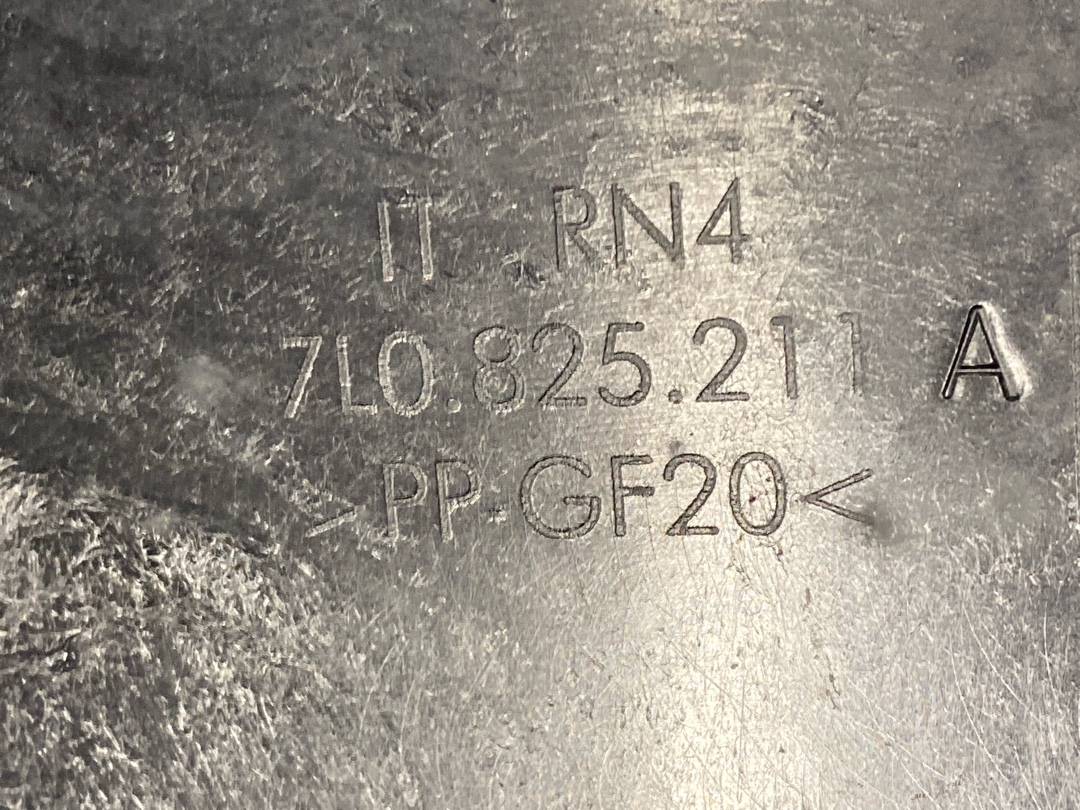 IT RN4
7L0.825.211 A
>PP-GF20<